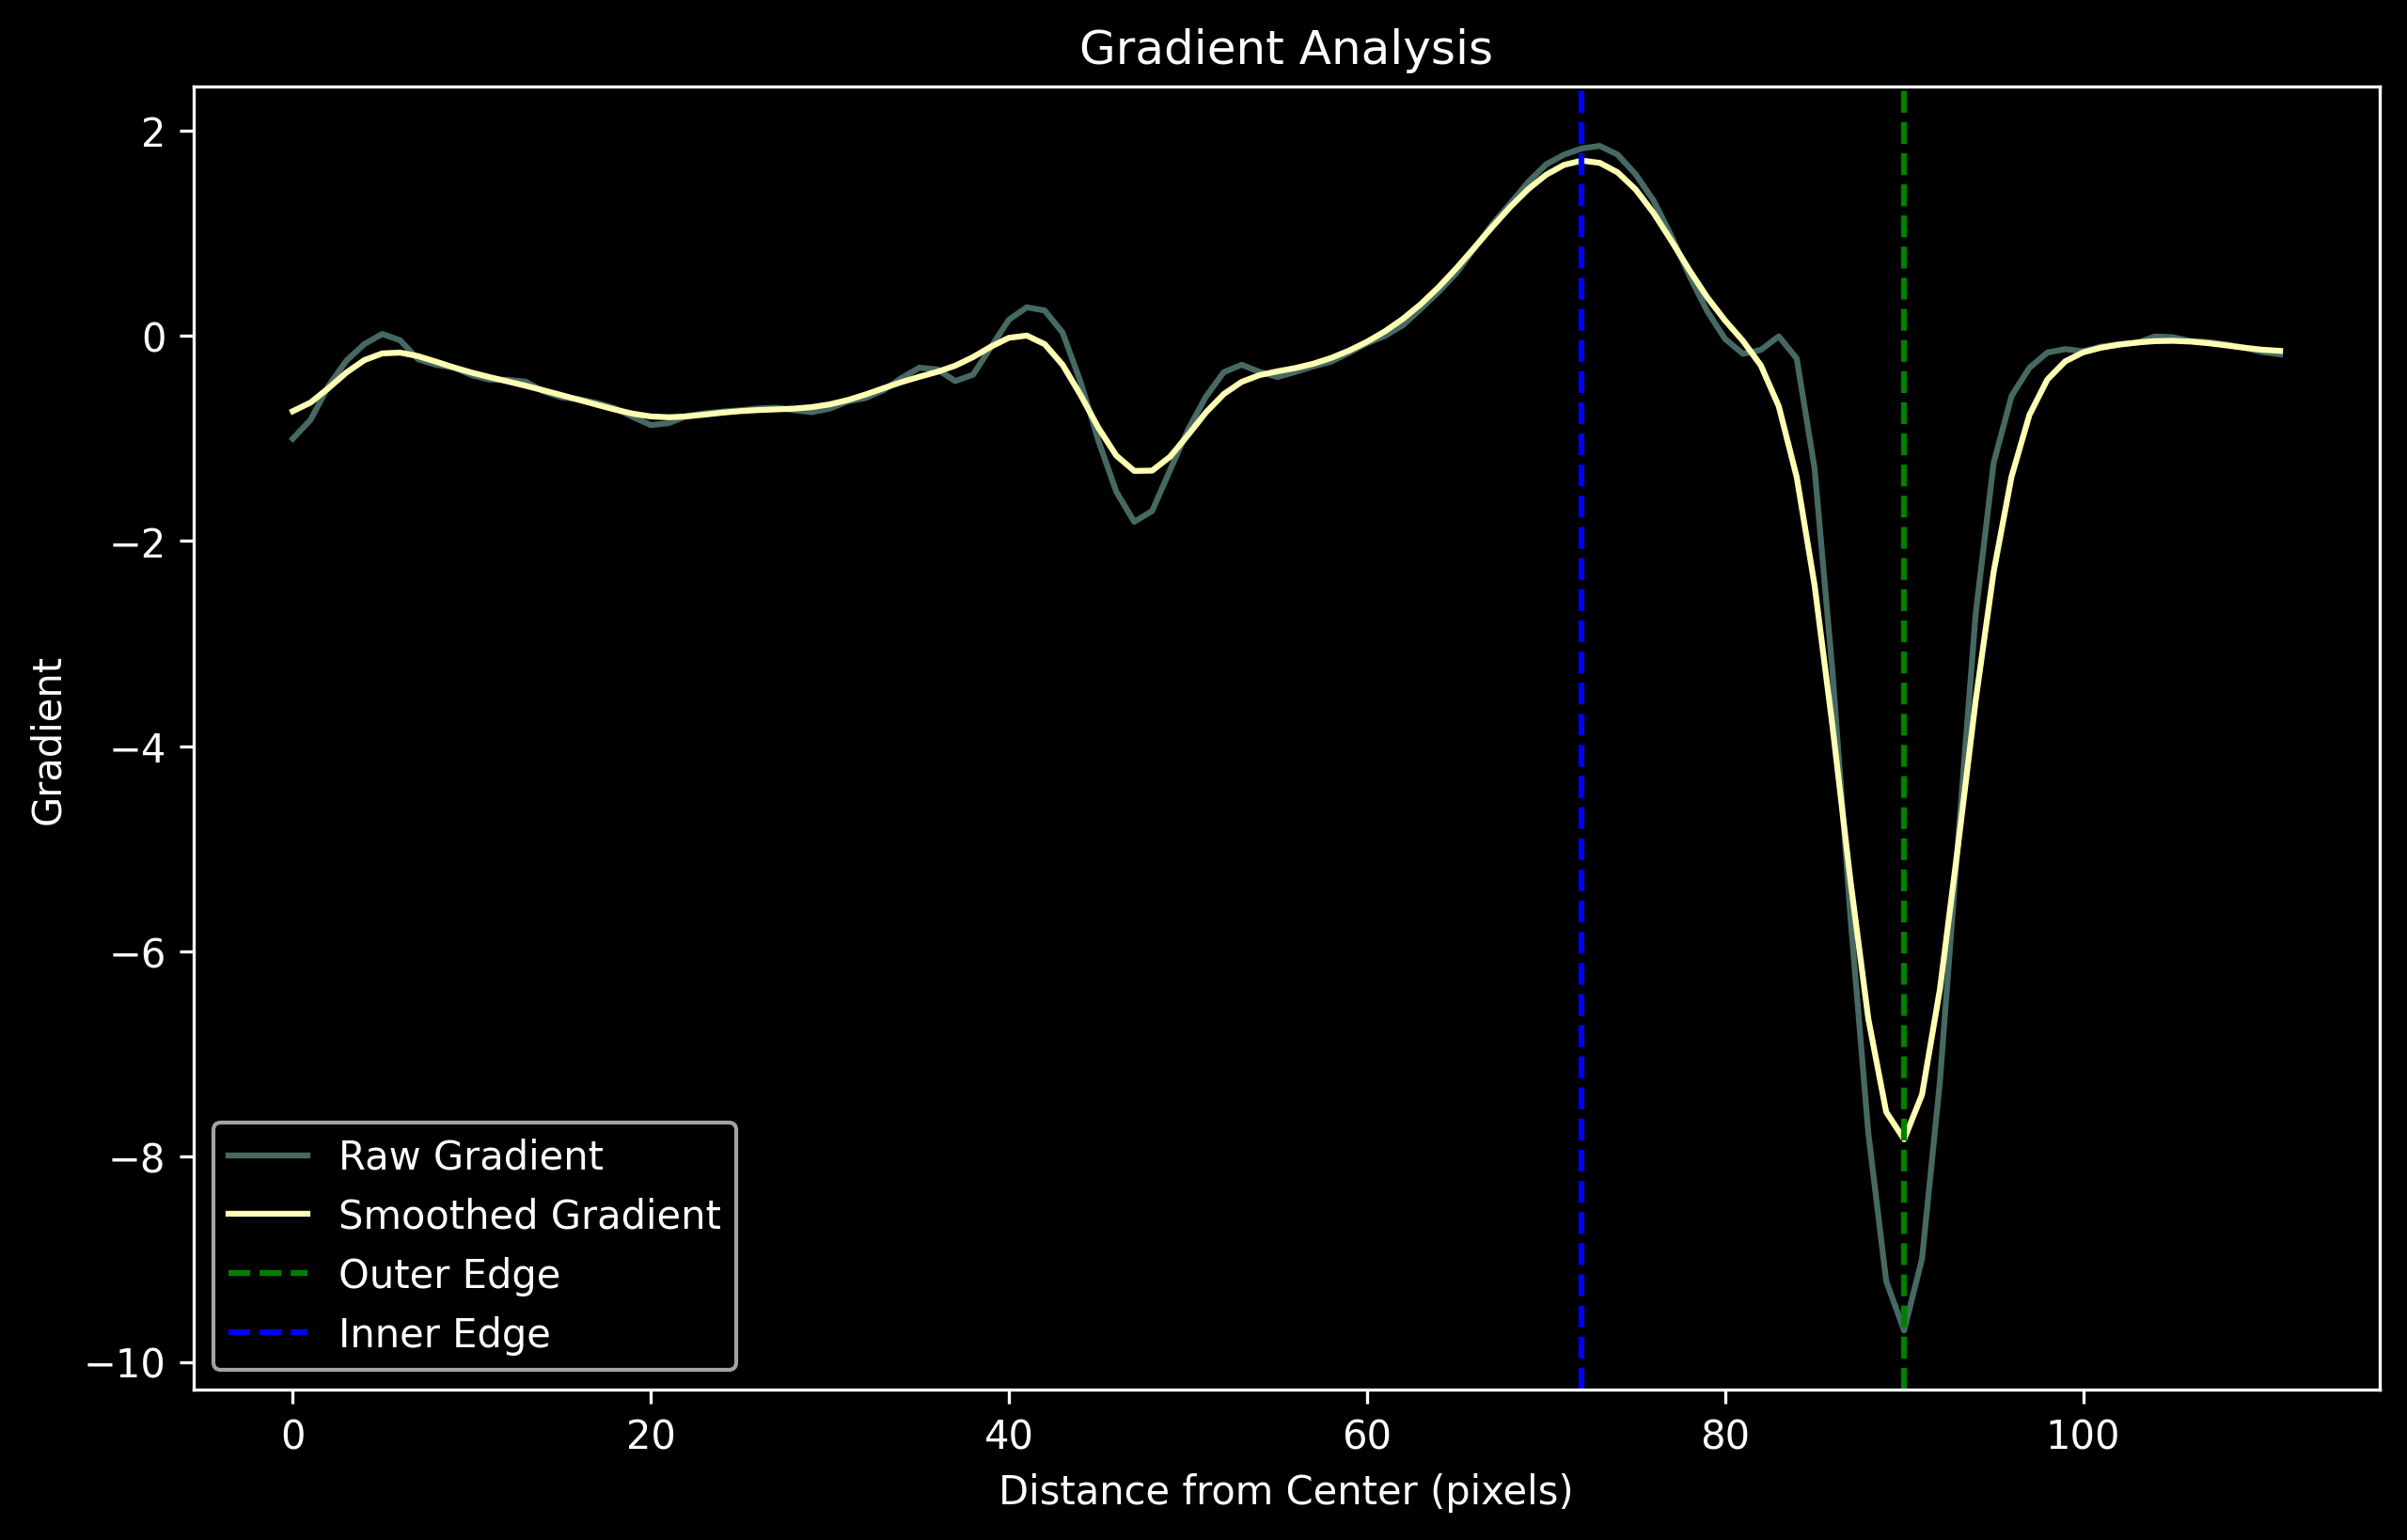 Gradient Analysis
2
0
−2
−4
−6
−8
−10
Gradient
Raw Gradient
Smoothed Gradient
Outer Edge
Inner Edge
0 20 40 60 80 100
Distance from Center (pixels)